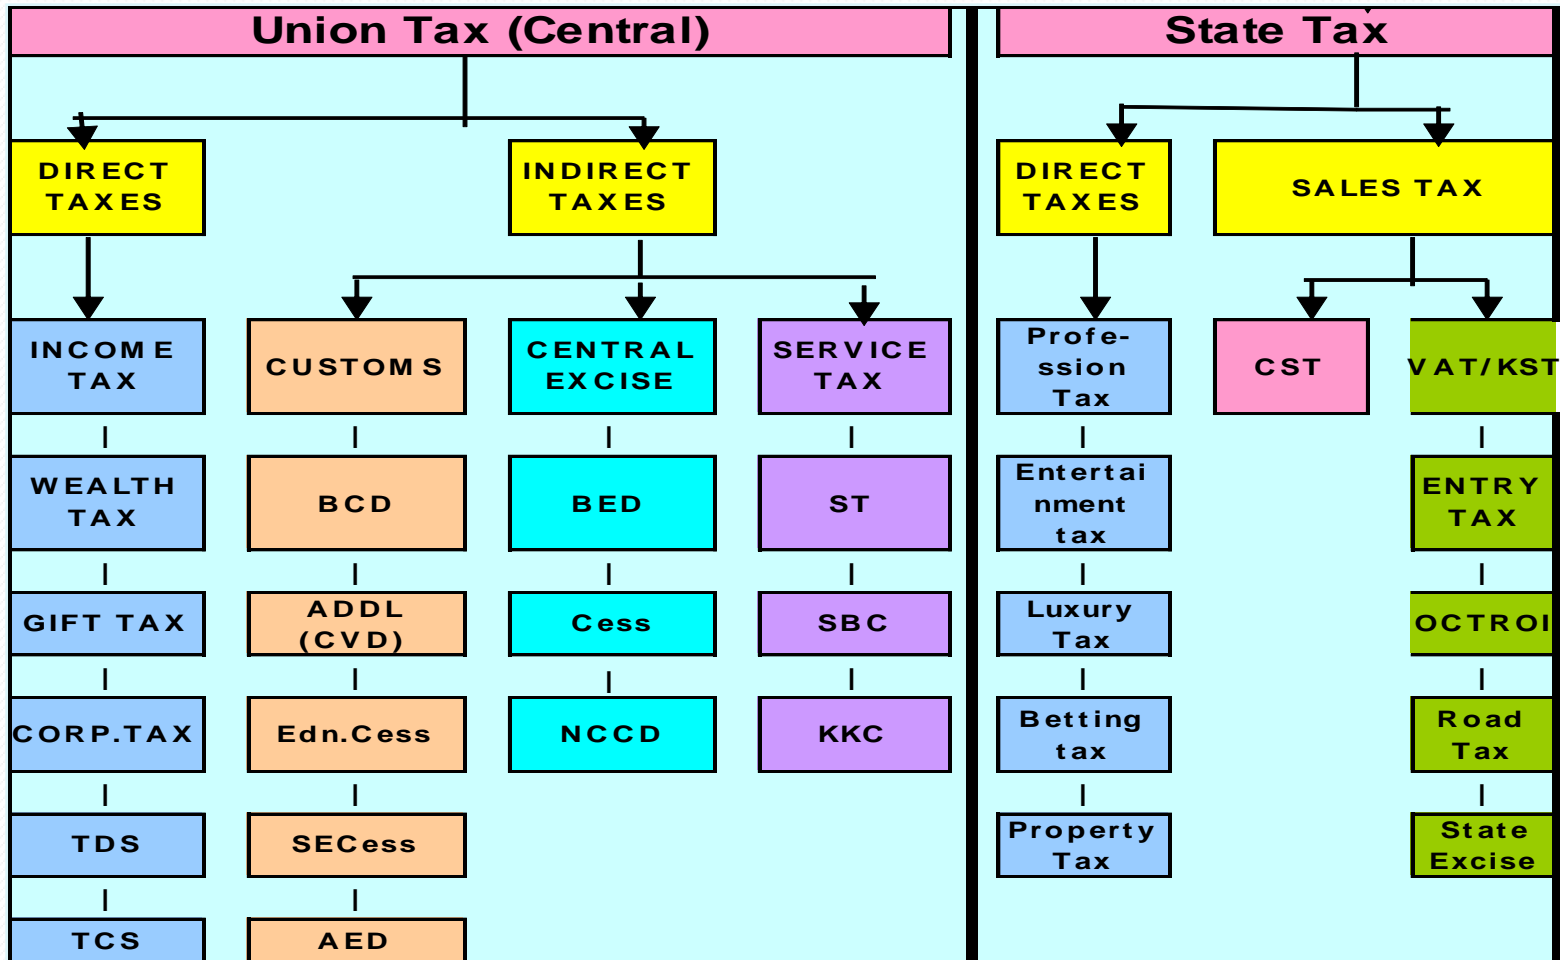 Union Tax (Central)
State Tax
DIRECT
TAXES
INDIRECT
TAXES
DIRECT
TAXES
SALES TAX
INCOME
TAX
CUSTOMS
CENTRAL
EXCISE
SERVICE
TAX
Profe-
ssion
Tax
CST
VAT/KST
WEALTH
TAX
BCD
BED
ST
Entertai
nment
tax
ENTRY
TAX
GIFT TAX
ADDL
(CVD)
Cess
SBC
Luxury
Tax
OCTROI
CORP.TAX
Edn.Cess
NCCD
KKC
Betting
tax
Road
Tax
TDS
SECess
Property
Tax
State
Excise
TCS
AED